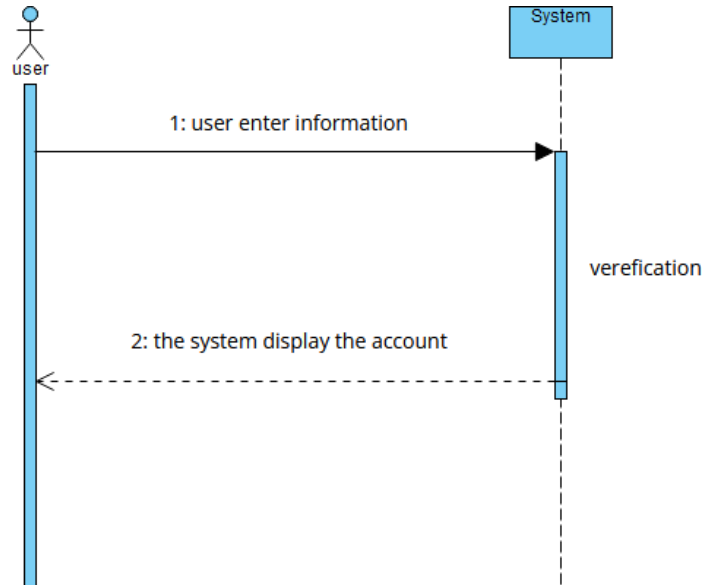 System
user
1: user enter information
verefication
2: the system display the account